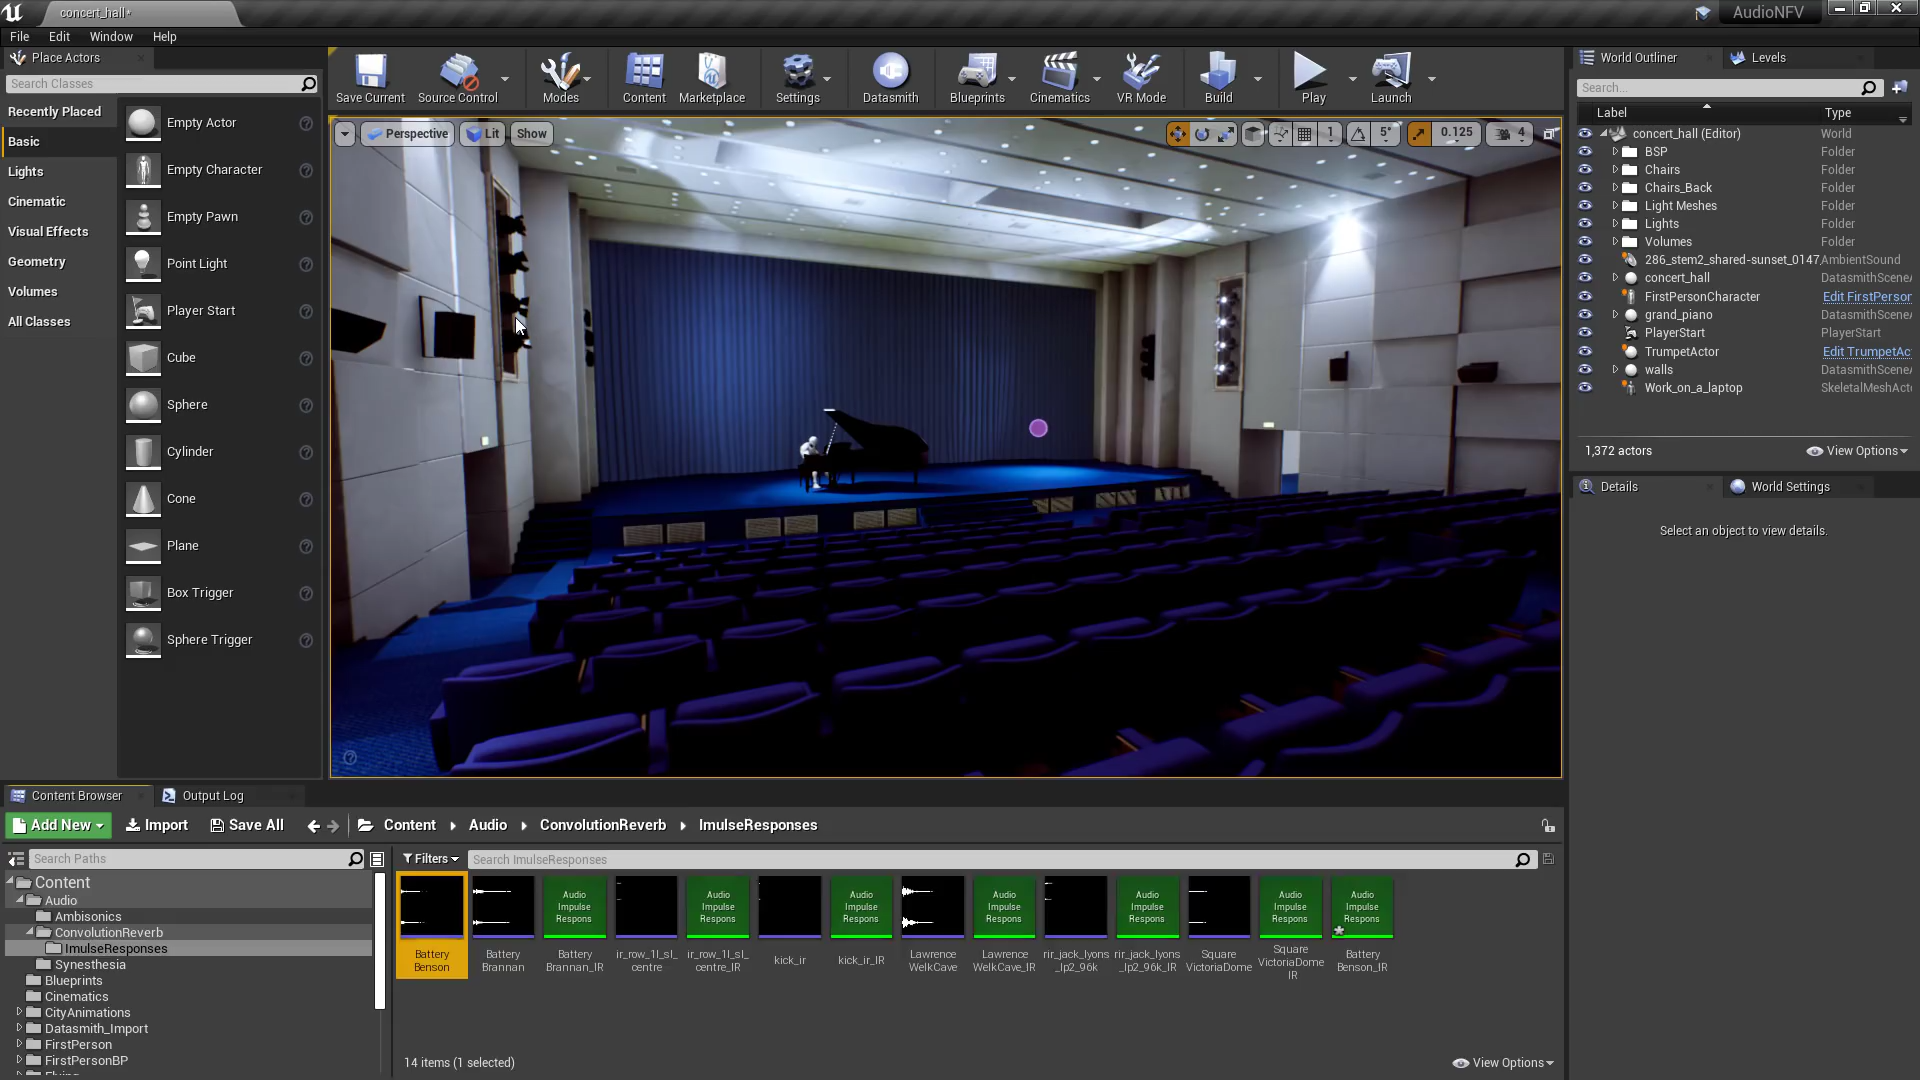 concert_hall*
AudioNFV
File Edit Window Help
Place Actors
Search Classes
Recently Placed
Basic
Lights
Cinematic
Visual Effects
Geometry
Volumes
All Classes
Empty Actor
Empty Character
Empty Pawn
Point Light
Player Start
Cube
Sphere
Cylinder
Cone
Plane
Box Trigger
Sphere Trigger
Save Current
Source Control
Modes
Content
Marketplace
Settings
Datasmith
Blueprints
Cinematics
VR Mode
Build
Play
Launch
Perspective Lit Show
1 5° 0.125 4
World Outliner
Levels
Search...
Label Type
concert_hall (Editor) World
BSP Folder
Chairs Folder
Chairs_Back Folder
Light Meshes Folder
Lights Folder
Volumes Folder
286_stem2_shared-sunset_0147 AmbientSound
concert_hall DatasmithSceneA
FirstPersonCharacter Edit FirstPerson
grand_piano DatasmithSceneA
PlayerStart PlayerStart
TrumpetActor Edit TrumpetAc
walls DatasmithSceneA
Work_on_a_laptop SkeletalMeshActo
1,372 actors
View Options
Details
World Settings
Select an object to view details.
Content Browser
Output Log
Add New Import Save All Content Audio ConvolutionReverb ImulseResponses
Search Paths
Content
Audio
Ambisonics
ConvolutionReverb
ImulseResponses
Synesthesia
Blueprints
Cinematics
CityAnimations
Datasmith_Import
FirstPerson
FirstPersonBP
Filters
Search ImulseResponses
Battery
Benson
Battery
Brannan
Audio
Impulse
Respons
Battery
Brannan_IR
ir_row_1l_sl_
centre
Audio
Impulse
Respons
ir_row_1l_sl_
centre_IR
kick_ir
Audio
Impulse
Respons
kick_ir_IR
Lawrence
WelkCave
Audio
Impulse
Respons
Lawrence
WelkCave_IR
rir_jack_lyons
_lp2_96k
Audio
Impulse
Respons
rir_jack_lyons
_lp2_96k_IR
Square
VictoriaDome
Audio
Impulse
Respons
Square
VictoriaDome
IR
Audio
Impulse
Respons
Battery
Benson_IR
14 items (1 selected)
View Options